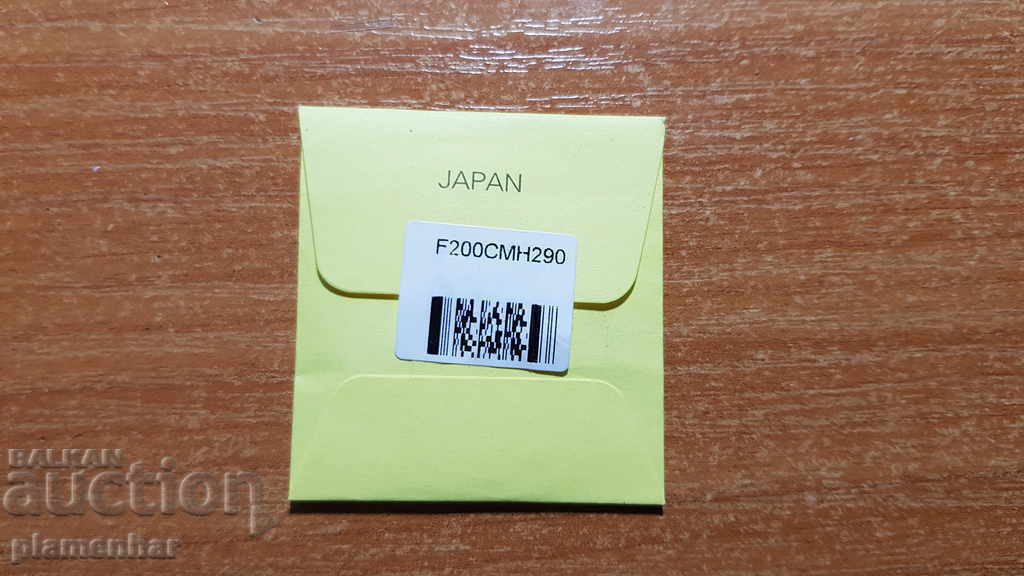 JAPAN
F200CMH290
BALKAN
auction
plamenhar